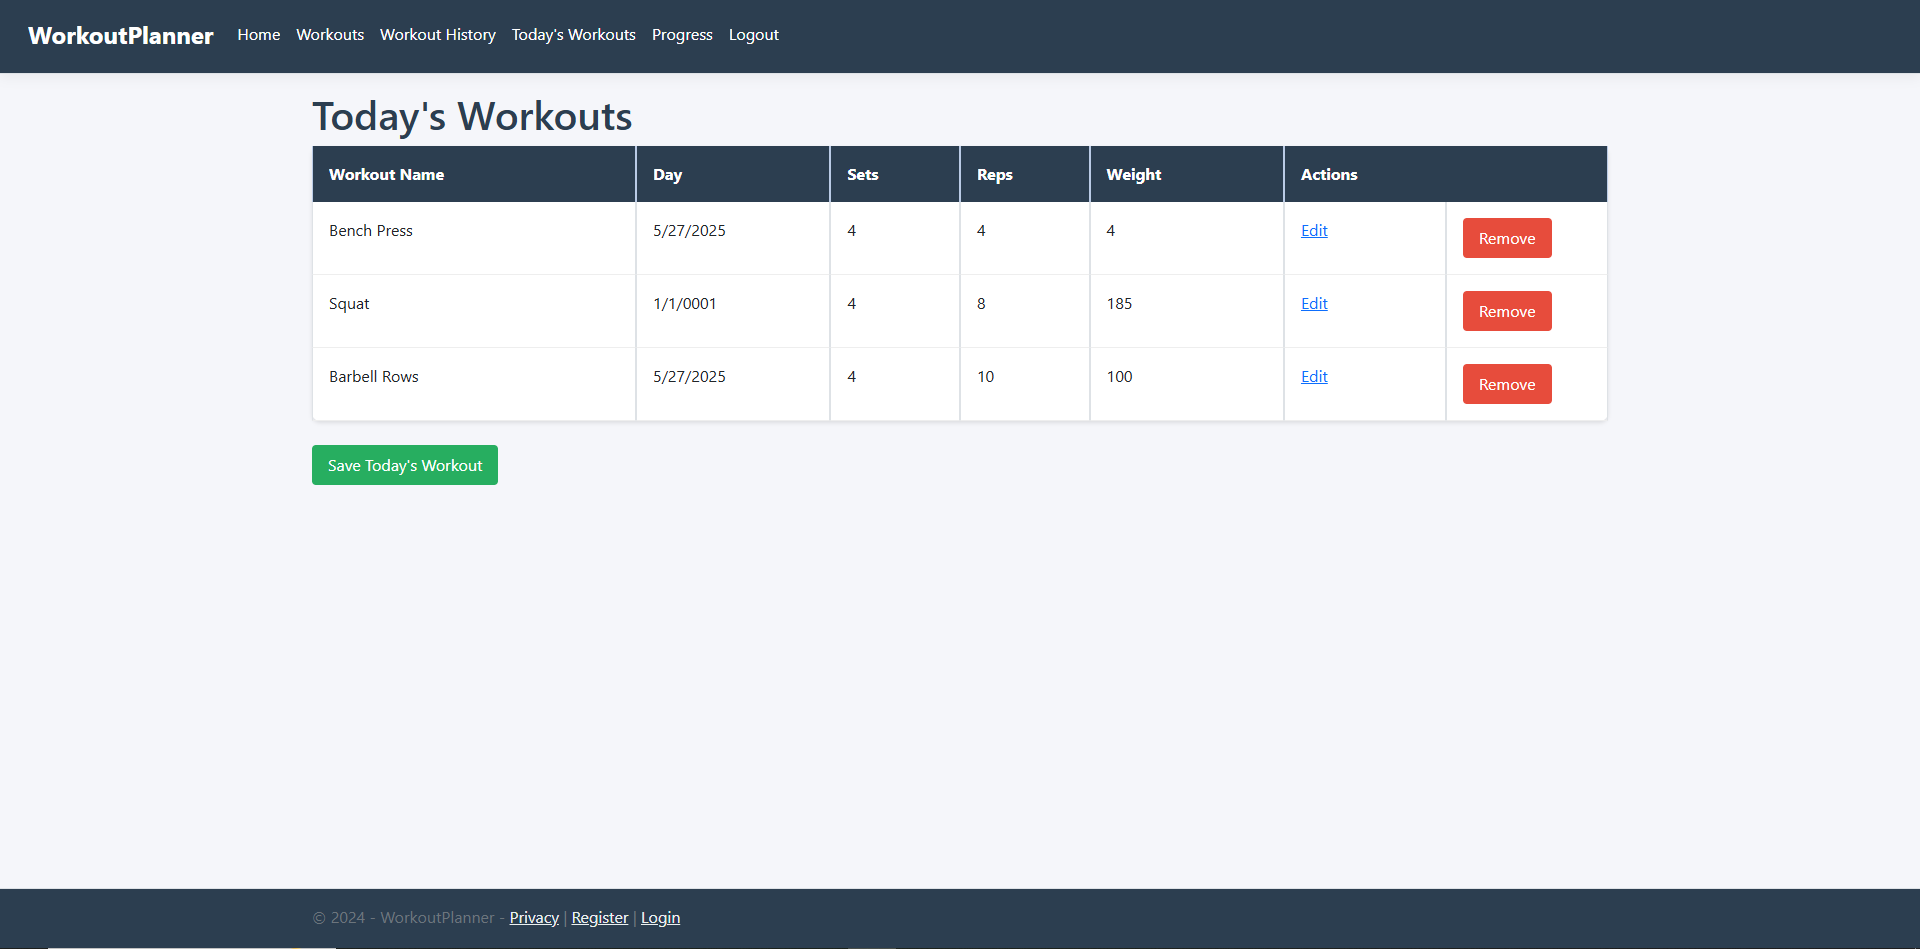 WorkoutPlanner Home Workouts Workout History Today's Workouts Progress Logout
Today's Workouts
Workout Name Day Sets Reps Weight Actions
Bench Press 5/27/2025 4 4 4 Edit Remove
Squat 1/1/0001 4 8 185 Edit Remove
Barbell Rows 5/27/2025 4 10 100 Edit Remove
Save Today's Workout
© 2024 - WorkoutPlanner - Privacy | Register | Login